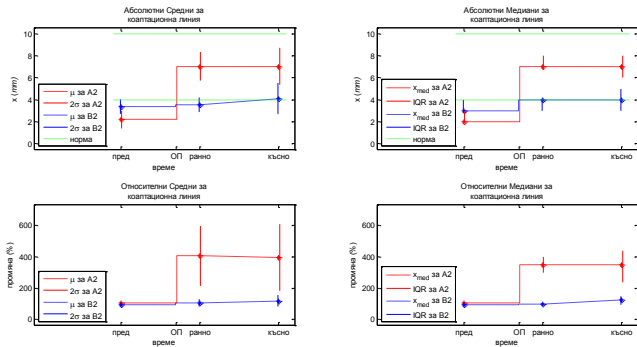 Абсолютни Средни за
коаптационна линия
10
8
6
4
2
0
x (mm)
μ за A2
2σ за A2
μ за B2
2σ за B2
норма
пред
ОП
ранно
късно
време
Абсолютни Медиани за
коаптационна линия
10
8
6
4
2
0
x (mm)
x_med за A2
IQR за A2
x_med за B2
IQR за B2
норма
пред
ОП
ранно
късно
време
Относителни Средни за
коаптационна линия
600
400
200
0
промяна (%)
μ за A2
2σ за A2
μ за B2
2σ за B2
пред
ОП
ранно
късно
време
Относителни Медиани за
коаптационна линия
600
400
200
0
промяна (%)
x_med за A2
IQR за A2
x_med за B2
IQR за B2
пред
ОП
ранно
късно
време